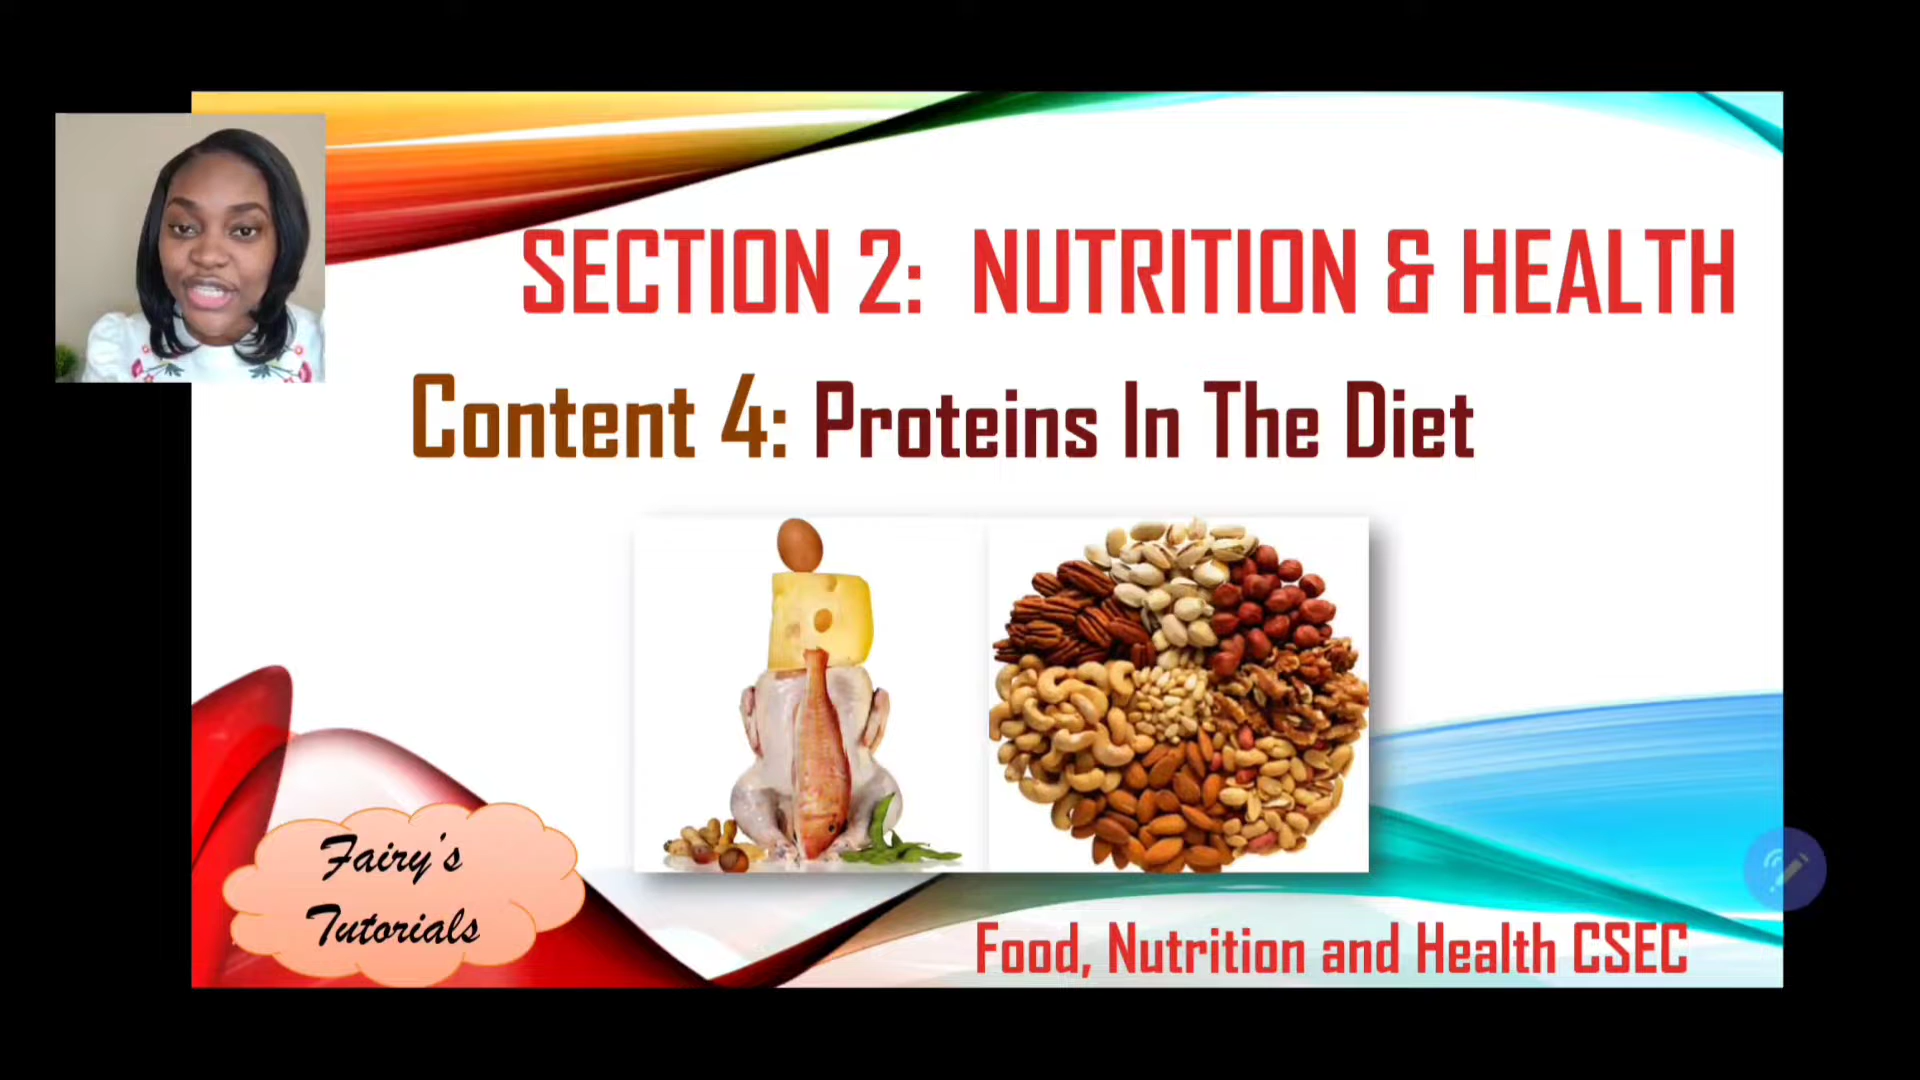 SECTION 2: NUTRITION & HEALTH
Content 4: Proteins In The Diet
Fairy's
Tutorials
Food, Nutrition and Health CSEC